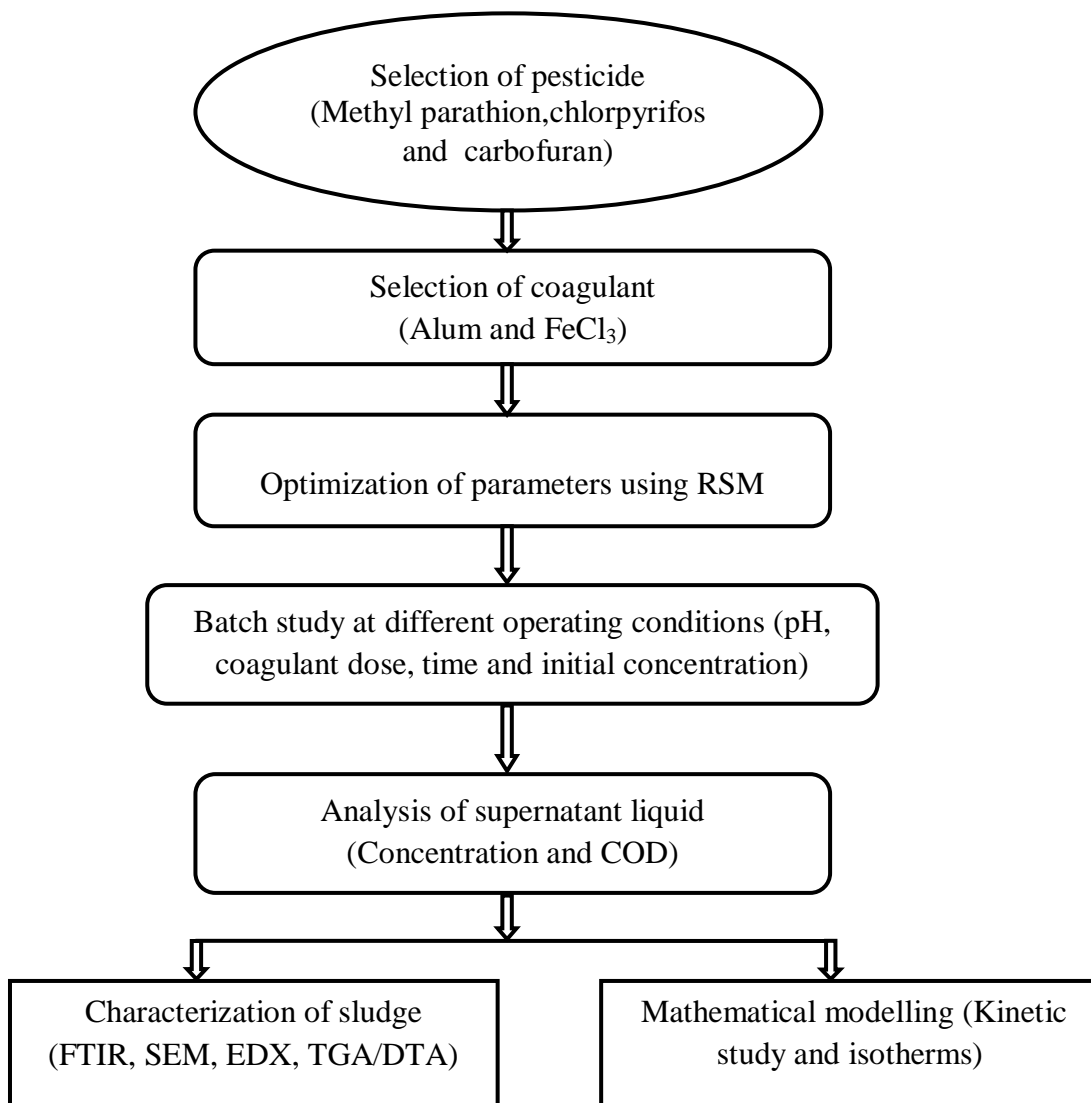 Selection of pesticide
(Methyl parathion,chlorpyrifos
and carbofuran)
Selection of coagulant
(Alum and FeCl₃)
Optimization of parameters using RSM
Batch study at different operating conditions (pH,
coagulant dose, time and initial concentration)
Analysis of supernatant liquid
(Concentration and COD)
Characterization of sludge
(FTIR, SEM, EDX, TGA/DTA)
Mathematical modelling (Kinetic
study and isotherms)